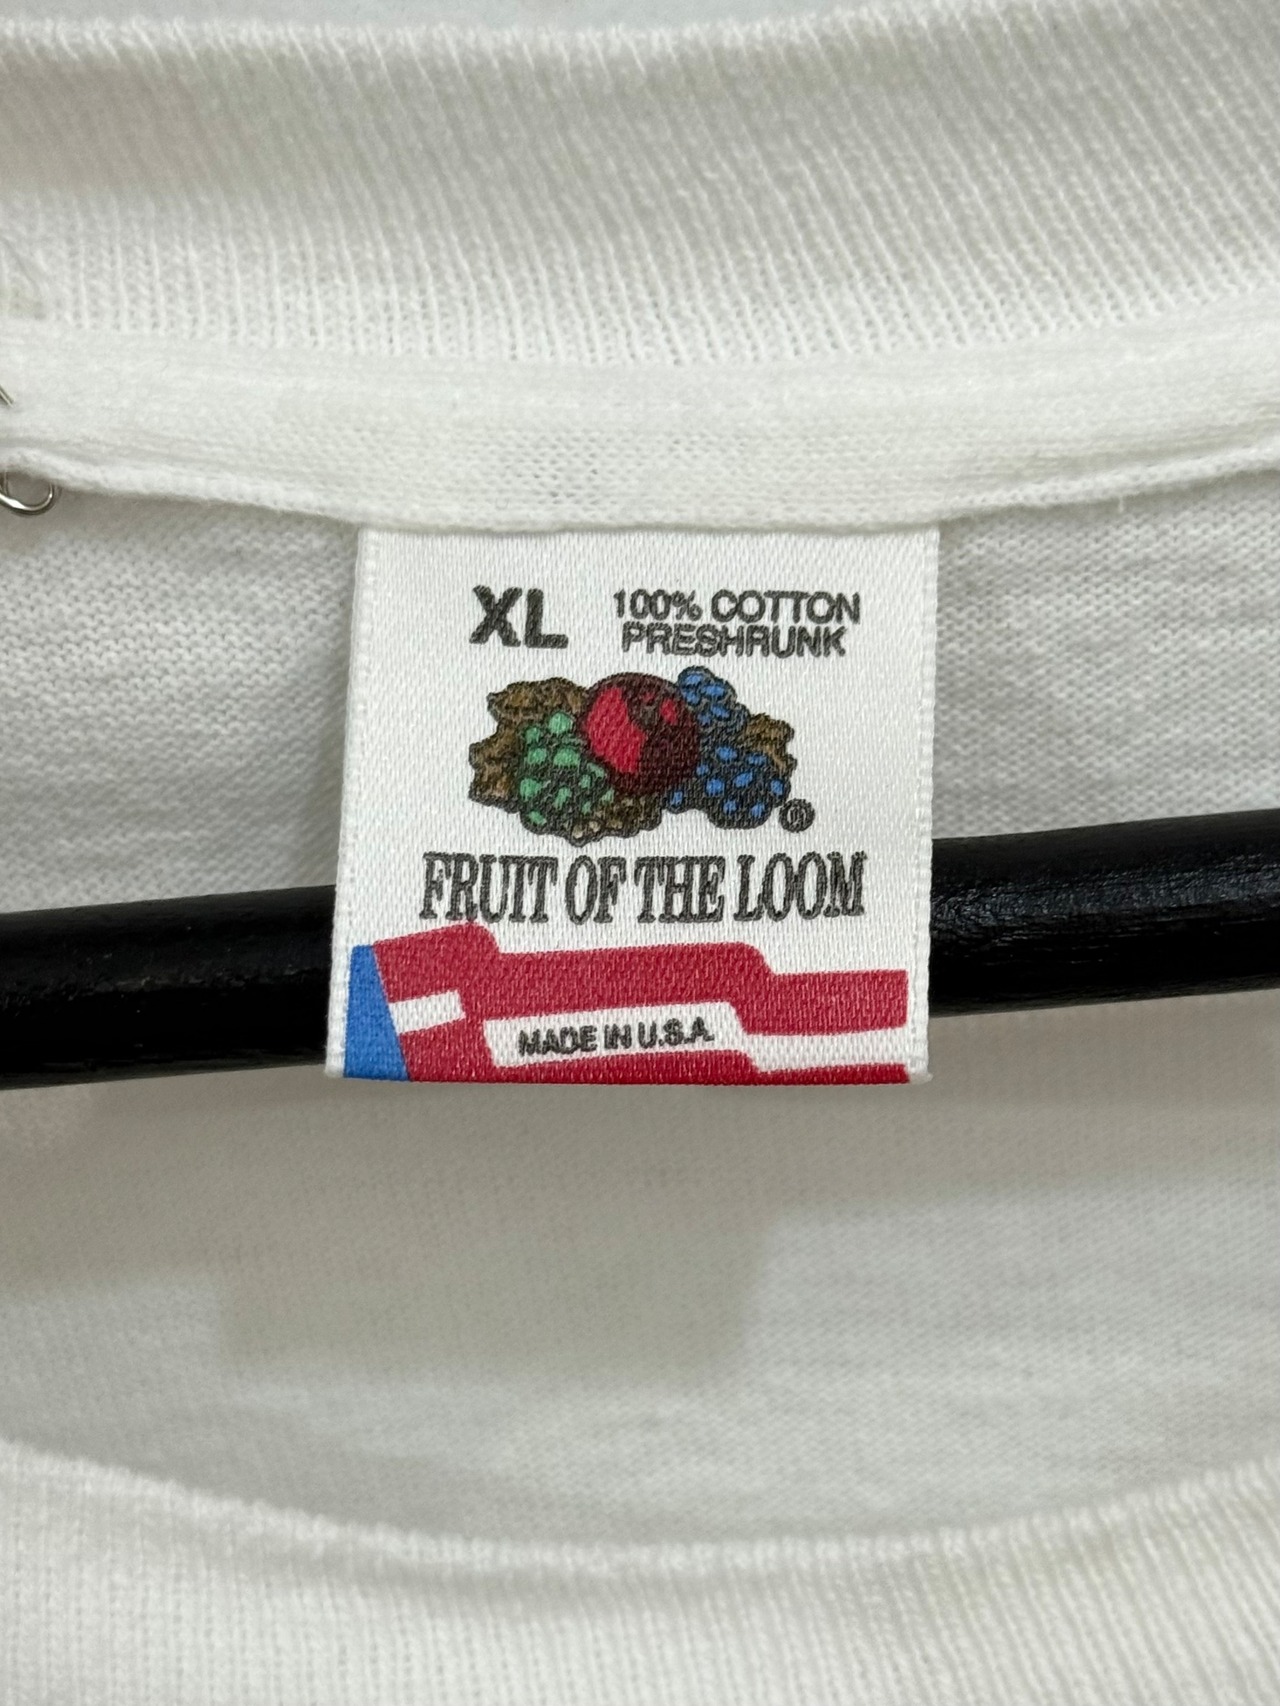 XL 100% COTTON
PRESHRUNK
®
FRUIT OF THE LOOM
MADE IN U.S.A.